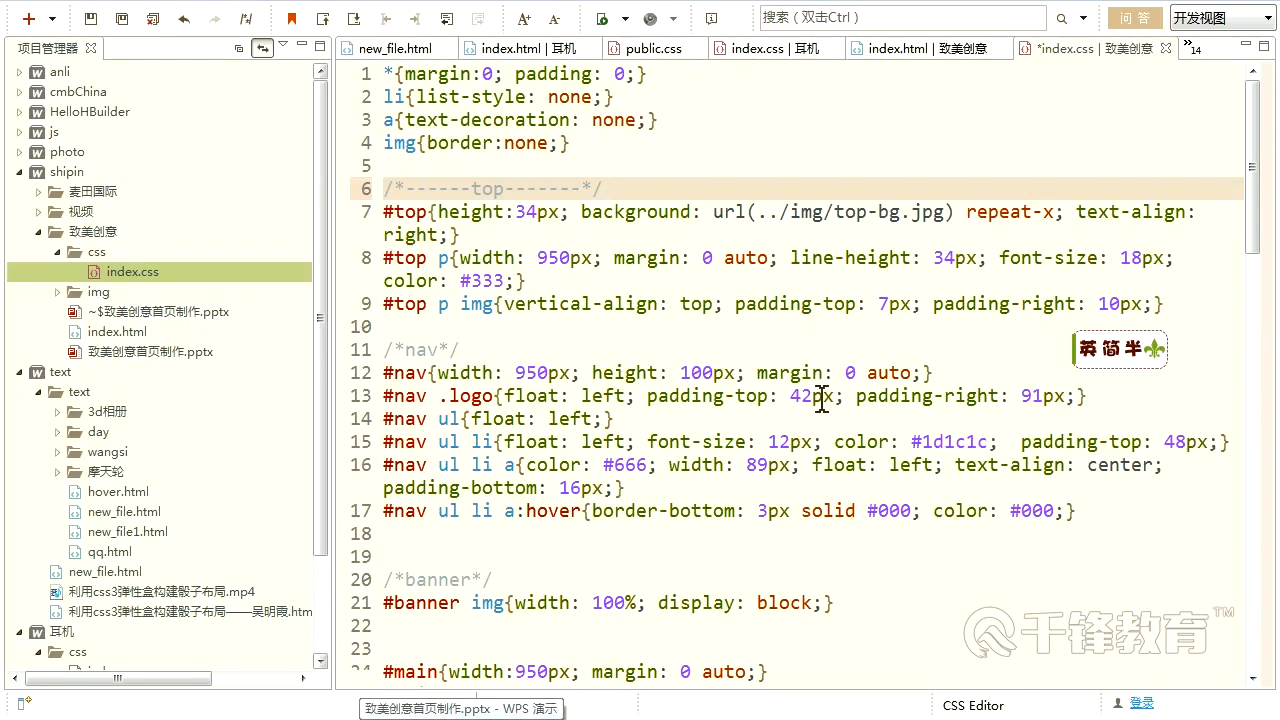 搜索（双击Ctrl）
问 答
开发视图
项目管理器
new_file.html
index.html | 耳机
public.css
index.css | 耳机
index.html | 致美创意
*index.css | 致美创意
14
anli
cmbChina
HelloHBuilder
js
photo
shipin
麦田国际
视频
致美创意
css
index.css
img
~$致美创意首页制作.pptx
index.html
致美创意首页制作.pptx
text
text
3d相册
day
wangsi
摩天轮
hover.html
new_file.html
new_file1.html
qq.html
new_file.html
利用css3弹性盒构建骰子布局.mp4
利用css3弹性盒构建骰子布局——吴明霞.htm
耳机
css
1 *{margin:0; padding: 0;}
2 li{list-style: none;}
3 a{text-decoration: none;}
4 img{border:none;}
5
6 /*------top-------*/
7 #top{height:34px; background: url(../img/top-bg.jpg) repeat-x; text-align:
right;}
8 #top p{width: 950px; margin: 0 auto; line-height: 34px; font-size: 18px;
color: #333;}
9 #top p img{vertical-align: top; padding-top: 7px; padding-right: 10px;}
10
11 /*nav*/
12 #nav{width: 950px; height: 100px; margin: 0 auto;}
13 #nav .logo{float: left; padding-top: 42px; padding-right: 91px;}
14 #nav ul{float: left;}
15 #nav ul li{float: left; font-size: 12px; color: #1d1c1c;  padding-top: 48px;}
16 #nav ul li a{color: #666; width: 89px; float: left; text-align: center;
padding-bottom: 16px;}
17 #nav ul li a:hover{border-bottom: 3px solid #000; color: #000;}
18
19
20 /*banner*/
21 #banner img{width: 100%; display: block;}
22
23
24 #main{width:950px; margin: 0 auto;}
英简半
千锋教育TM
致美创意首页制作.pptx - WPS 演示
CSS Editor
登录